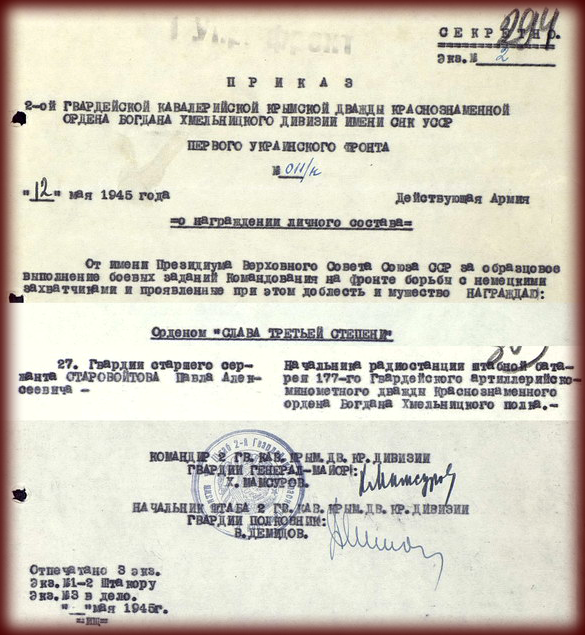 294
СЕКРЕТНО.
Экз.№ 2
ПРИКАЗ
2-ой ГВАРДЕЙСКОЙ КАВАЛЕРИЙСКОЙ КРЫМСКОЙ ДВАЖДЫ КРАСНОЗНАМЕННОЙ
ОРДЕНА БОГДАНА ХМЕЛЬНИЦКОГО ДИВИЗИИ ИМЕНИ СНК УССР
ПЕРВОГО УКРАИНСКОГО ФРОНТА
№ 011/н
"12" мая 1945 года Действующая Армия
=о награждении личного состава=
От имени Президиума Верховного Совета Союза ССР за образцовое
выполнение боевых заданий Командования на фронте борьбы с немецкими
захватчиками и проявленные при этом доблесть и мужество НАГРАЖДАЮ:
Орденом "СЛАВА ТРЕТЬЕЙ СТЕПЕНИ"
27. Гвардии старшего сер-
жанта СТАРОВОЙТОВА Павла Алек-
сеевича -
Начальника радиостанции штабной бата-
реи 177-го Гвардейского артиллерийско-
минометного дважды Краснознаменного
ордена Богдана Хмельницкого полка.-
КОМАНДИР 2 ГВ. КАВ. КРЫМ. ДВ. КР. ДИВИЗИИ
ГВАРДИИ ГЕНЕРАЛ-МАЙОР:
Х. МАМСУРОВ.
НАЧАЛЬНИК ШТАБА 2 ГВ. КАВ. КРЫМ. ДВ. КР. ДИВИЗИИ
ГВАРДИИ ПОЛКОВНИК:
В. ДЕМИДОВ.
Отпечатано 3 экз.
Экз.№1-2 Штакору
Экз.№3 в дело.
"_"мая 1945г.